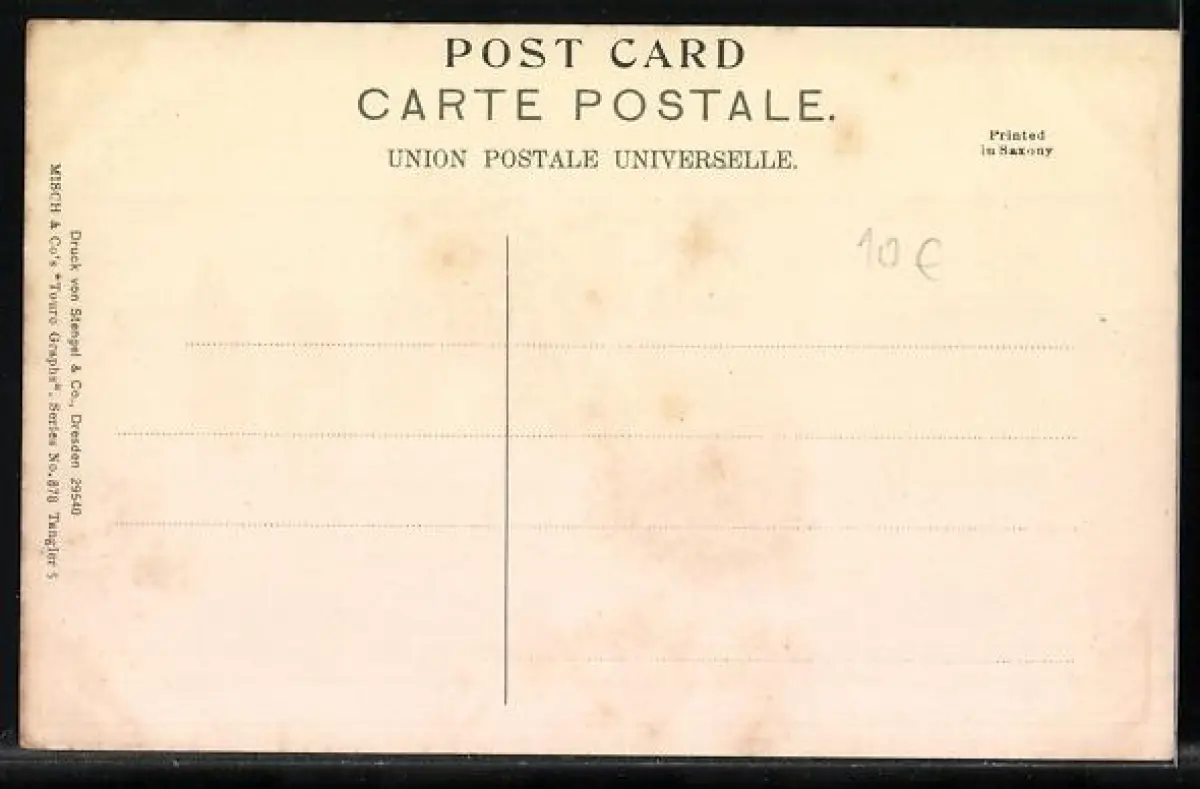 POST CARD
CARTE POSTALE.
UNION POSTALE UNIVERSELLE.
Printed
in Saxony
10 €
Druck von Stengel & Co., Dresden 29540
MISCH & Co's "Touro Graphs". Series No. 878 Tangier 5